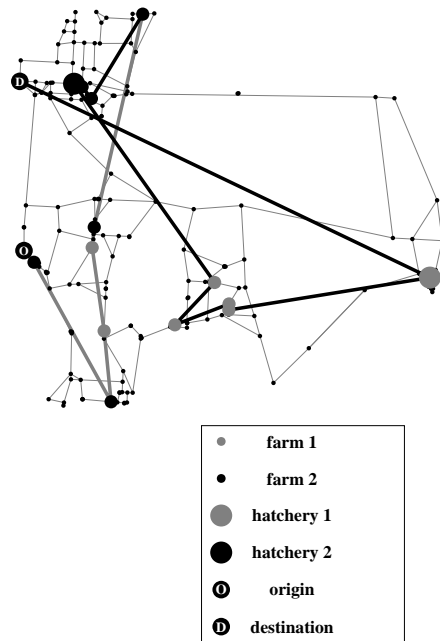 D
O
farm 1
farm 2
hatchery 1
hatchery 2
O origin
D destination